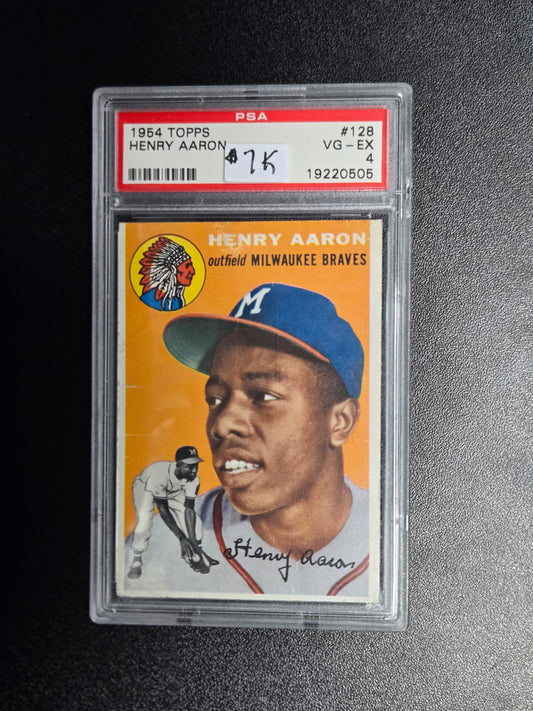 PSA
1954 TOPPS #128
HENRY AARON VG-EX
4
$7K
19220505
HENRY AARON
outfield MILWAUKEE BRAVES
M
M
Henry Aaron